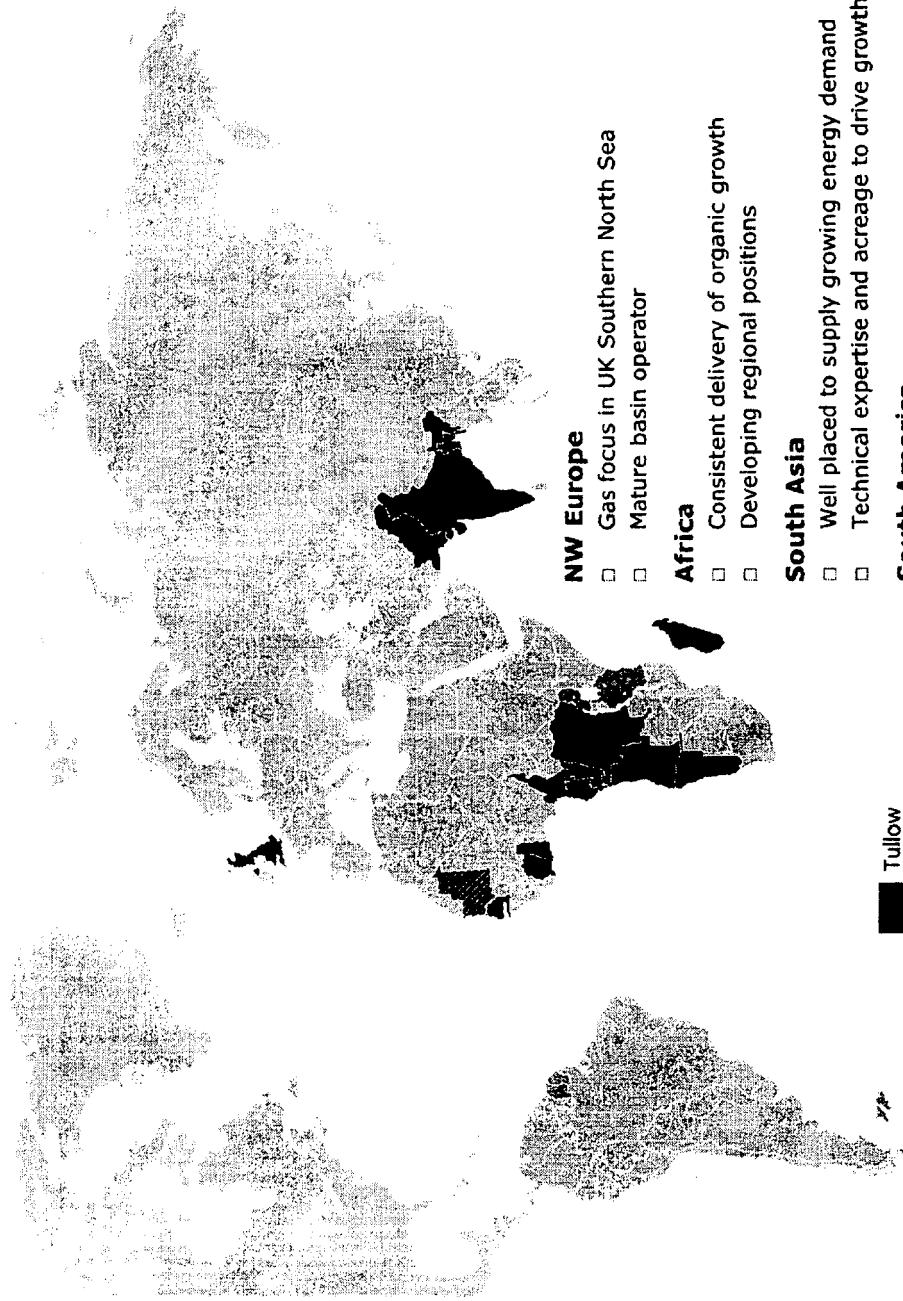 NW Europe
□ Gas focus in UK Southern North Sea
□ Mature basin operator
Africa
□ Consistent delivery of organic growth
□ Developing regional positions
South Asia
□ Well placed to supply growing energy demand
□ Technical expertise and acreage to drive growth
South America
Tullow